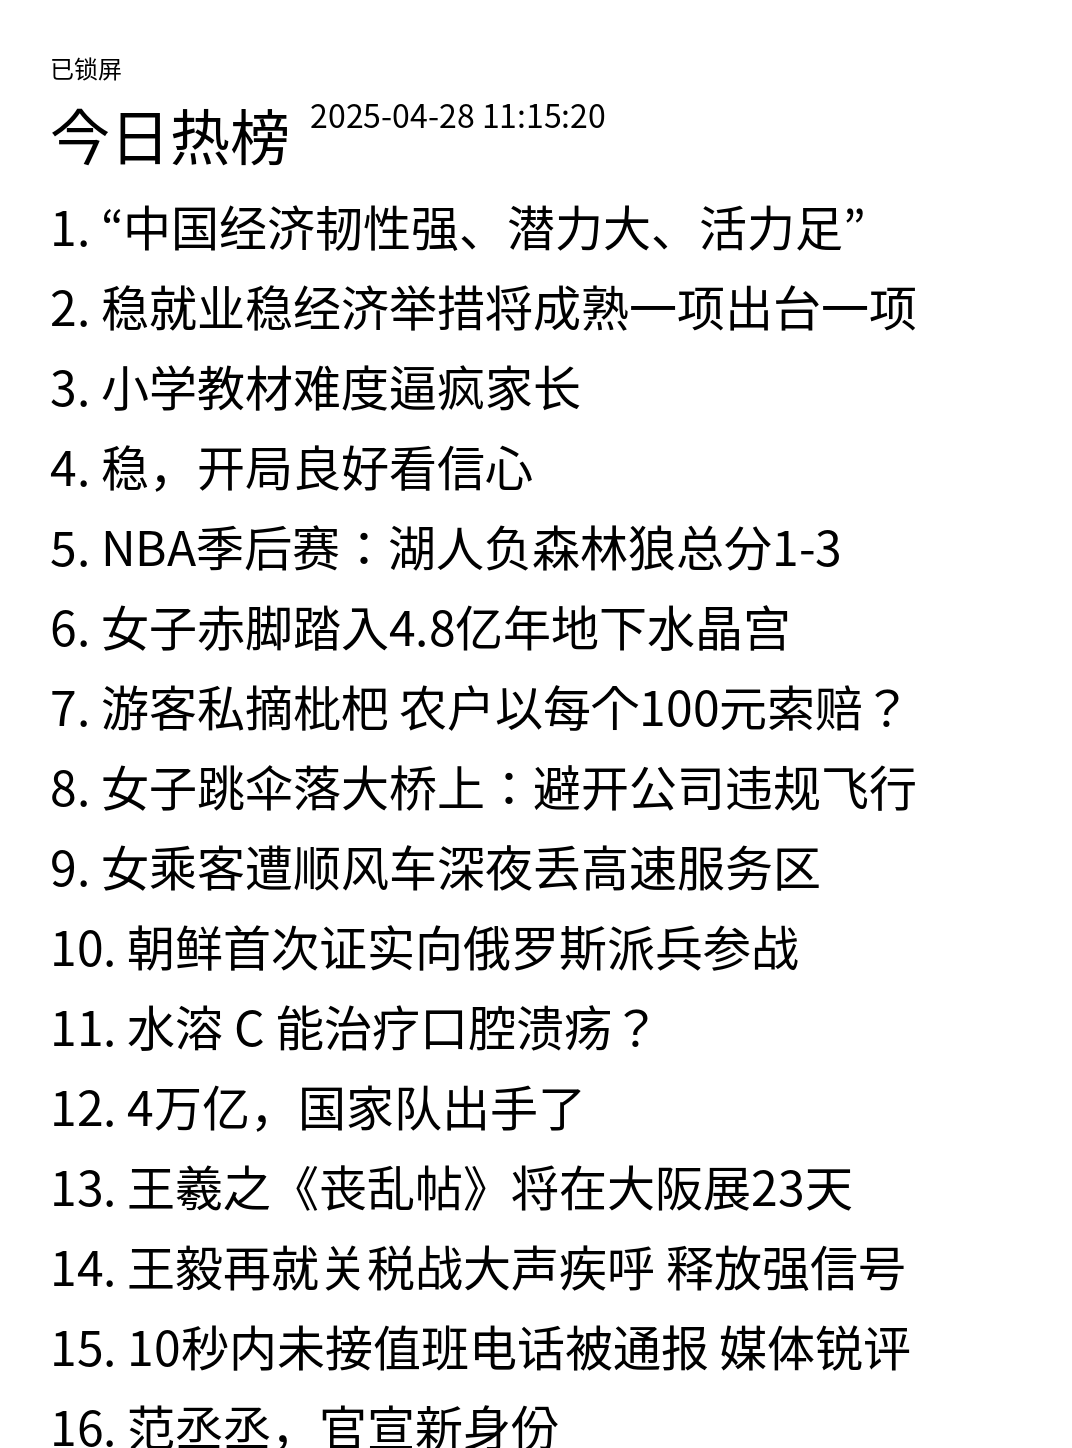 已锁屏
今日热榜 2025-04-28 11:15:20
1. “中国经济韧性强、潜力大、活力足”
2. 稳就业稳经济举措将成熟一项出台一项
3. 小学教材难度逼疯家长
4. 稳，开局良好看信心
5. NBA季后赛：湖人负森林狼总分1-3
6. 女子赤脚踏入4.8亿年地下水晶宫
7. 游客私摘枇杷 农户以每个100元索赔？
8. 女子跳伞落大桥上：避开公司违规飞行
9. 女乘客遭顺风车深夜丢高速服务区
10. 朝鲜首次证实向俄罗斯派兵参战
11. 水溶 C 能治疗口腔溃疡？
12. 4万亿，国家队出手了
13. 王羲之《丧乱帖》将在大阪展23天
14. 王毅再就关税战大声疾呼 释放强信号
15. 10秒内未接值班电话被通报 媒体锐评
16. 范丞丞，官宣新身份